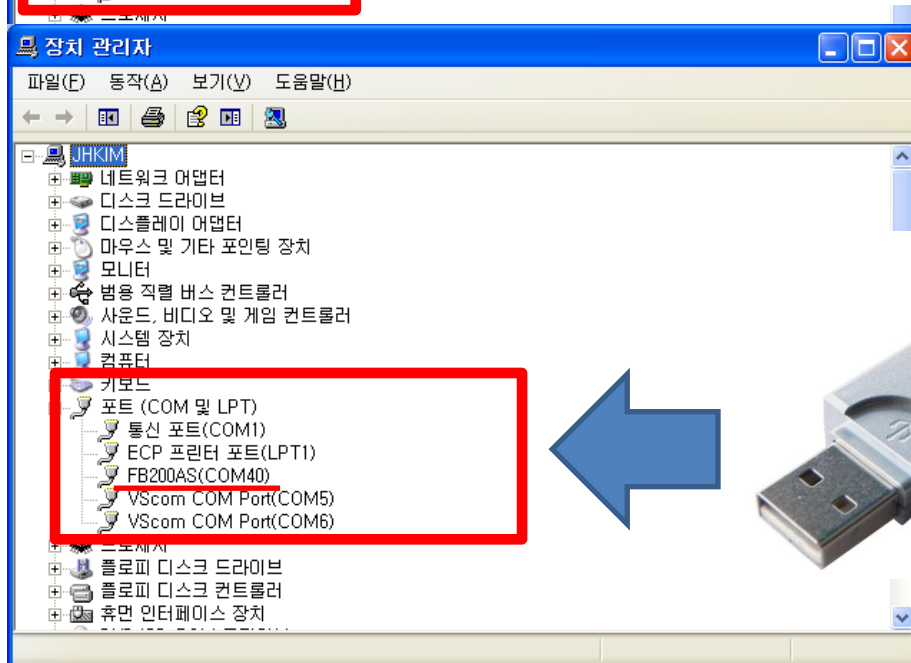 장치 관리자
파일(F) 동작(A) 보기(V) 도움말(H)
JHKIM
네트워크 어댑터
디스크 드라이브
디스플레이 어댑터
마우스 및 기타 포인팅 장치
모니터
범용 직렬 버스 컨트롤러
사운드, 비디오 및 게임 컨트롤러
시스템 장치
컴퓨터
키보드
포트 (COM 및 LPT)
통신 포트(COM1)
ECP 프린터 포트(LPT1)
FB200AS(COM40)
VScom COM Port(COM5)
VScom COM Port(COM6)
플로피 디스크 드라이브
플로피 디스크 컨트롤러
휴먼 인터페이스 장치